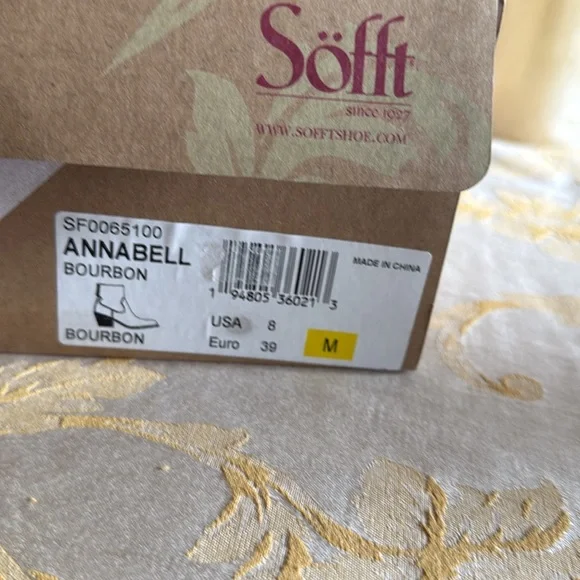 Söfft
since 1927
WWW.SOFFTSHOE.COM
SF0065100
ANNABELL
BOURBON
MADE IN CHINA
1 94805 36021 3
USA 8
Euro 39
M
BOURBON